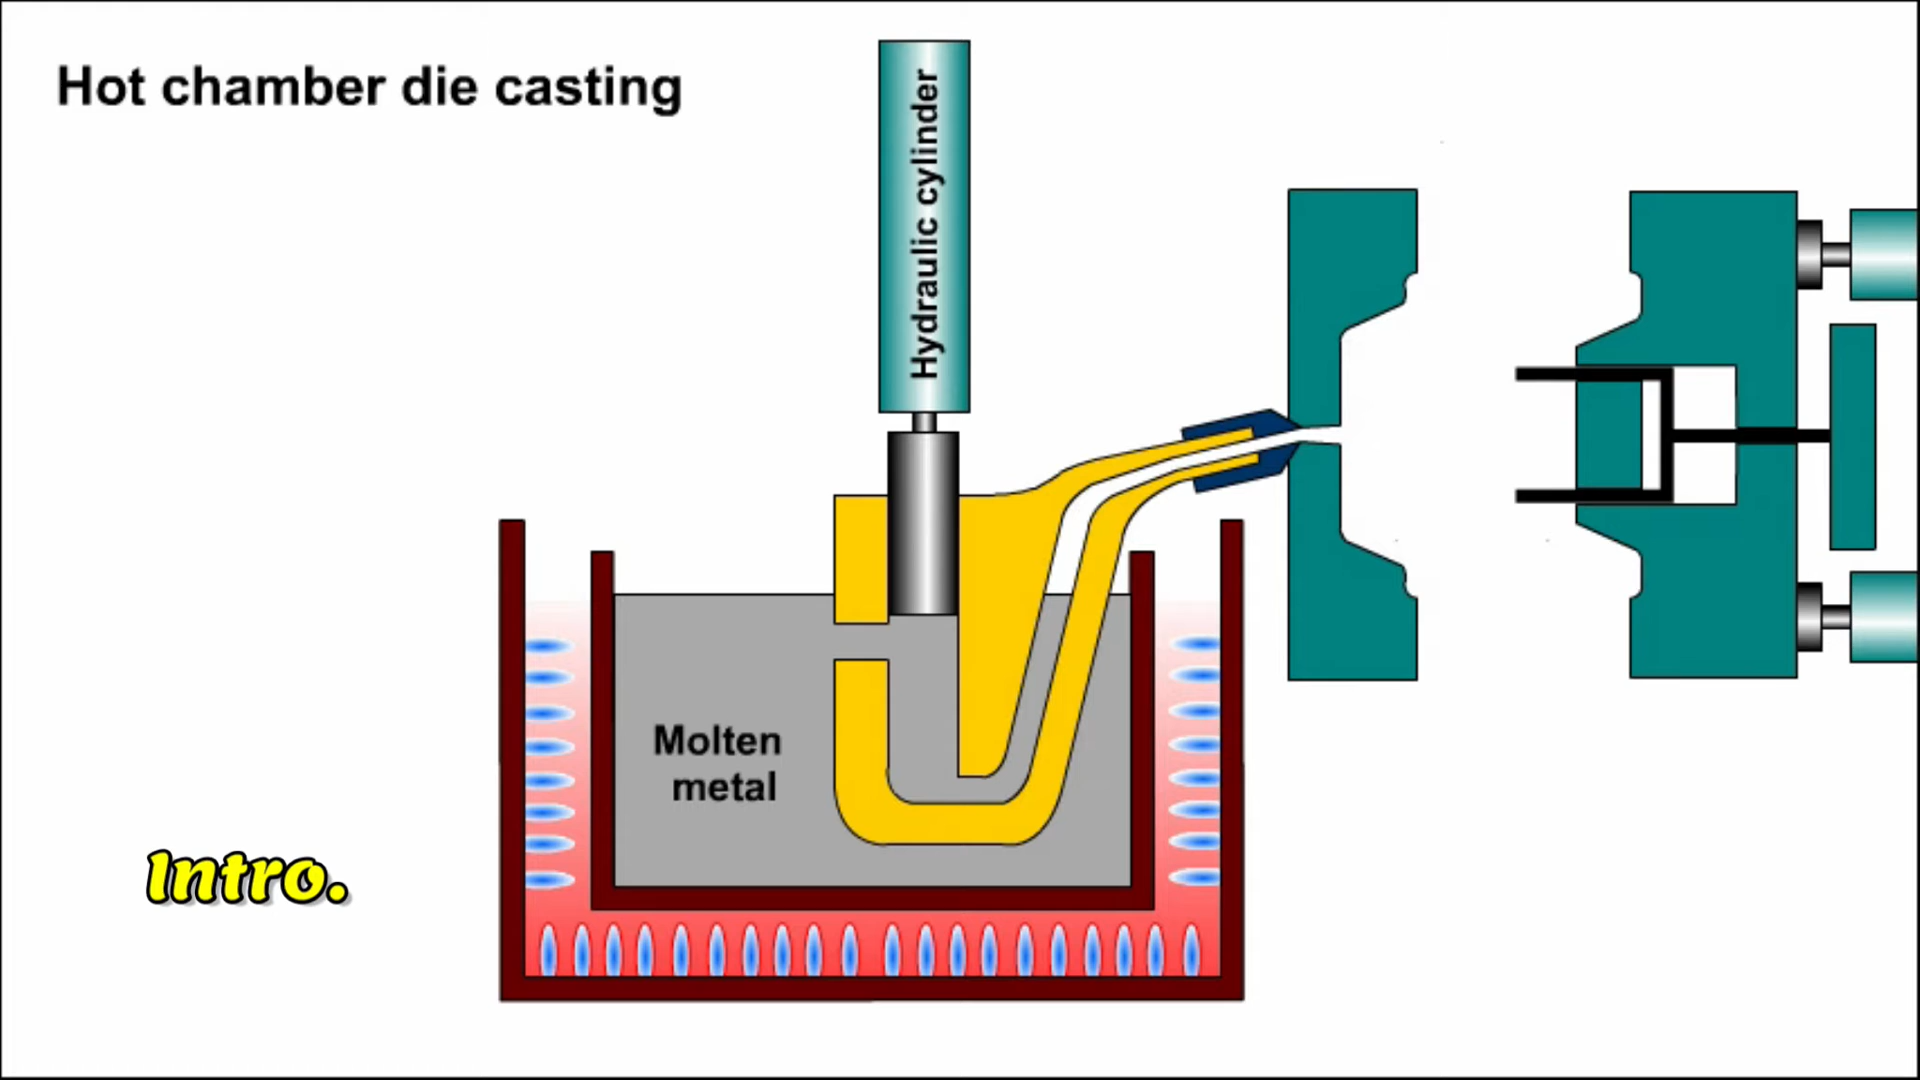 Hot chamber die casting
Hydraulic cylinder
Molten
metal
Intro.